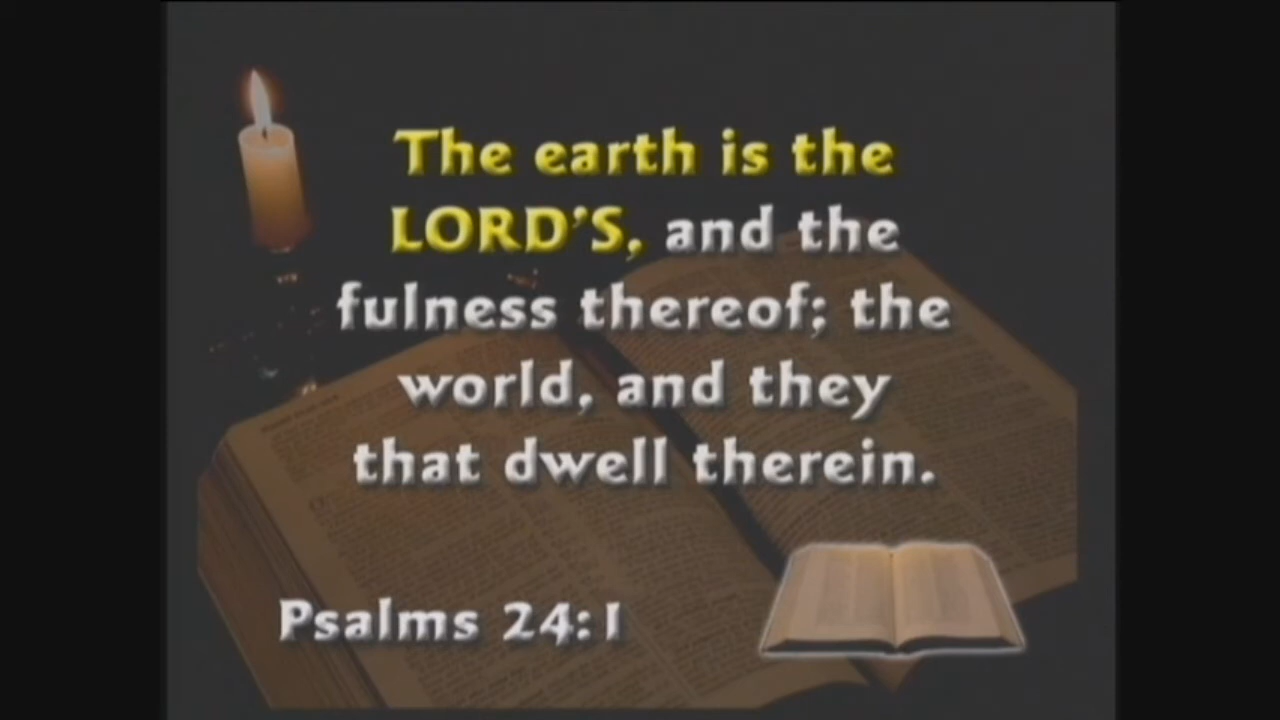 The earth is the
LORD'S, and the
fulness thereof; the
world, and they
that dwell therein.
Psalms 24:1